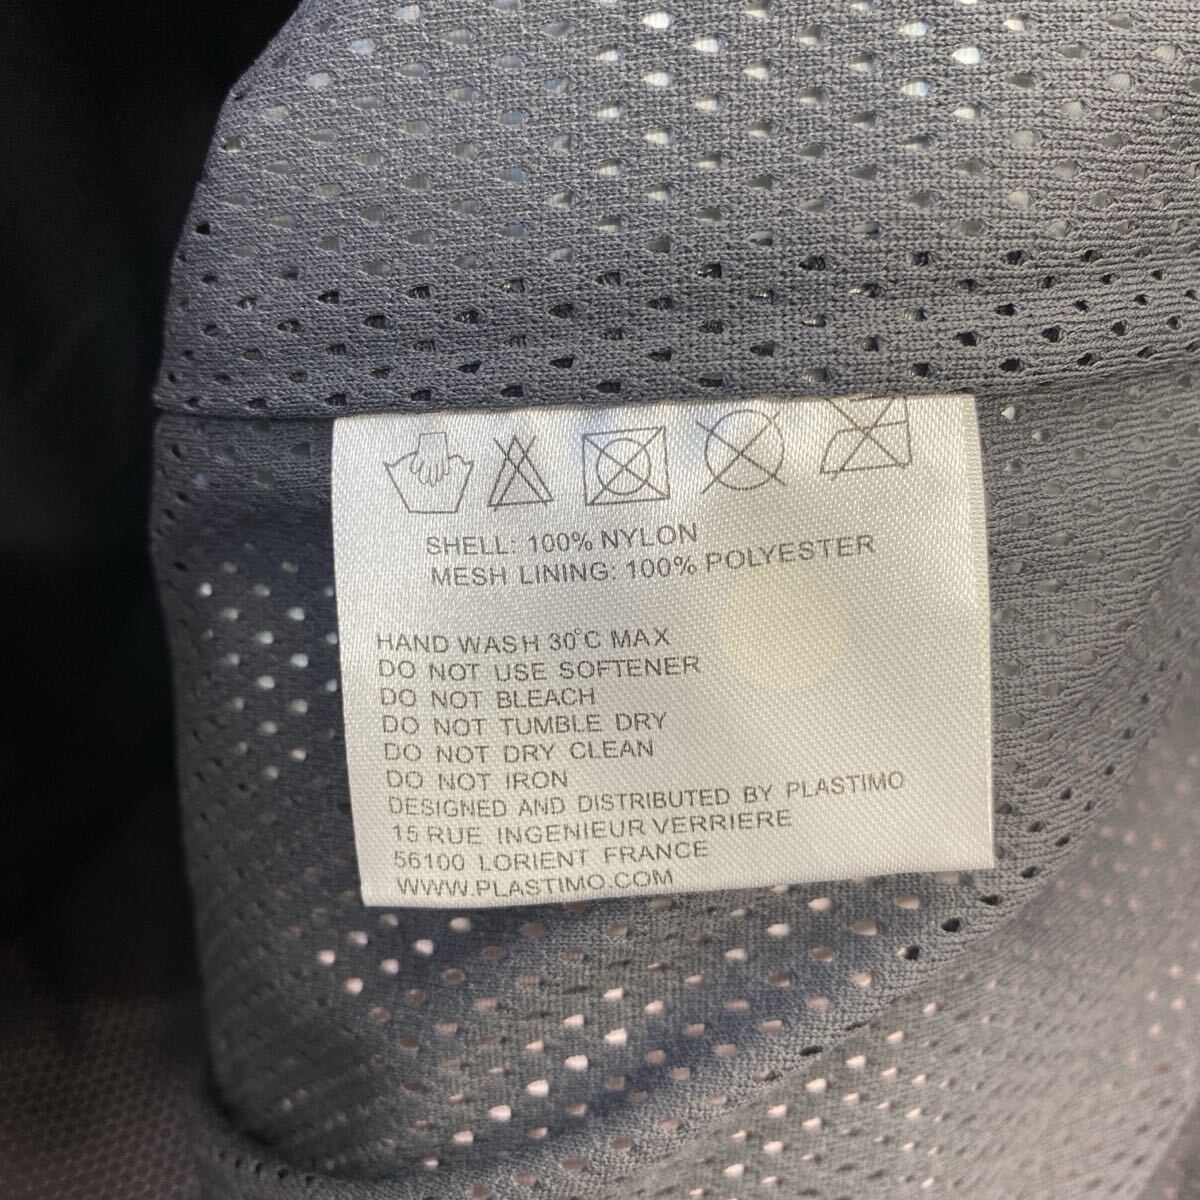 SHELL: 100% NYLON
MESH LINING: 100% POLYESTER
HAND WASH 30°C MAX
DO NOT USE SOFTENER
DO NOT BLEACH
DO NOT TUMBLE DRY
DO NOT DRY CLEAN
DO NOT IRON
DESIGNED AND DISTRIBUTED BY PLASTIMO
15 RUE INGENIEUR VERRIERE
56100 LORIENT FRANCE
WWW.PLASTIMO.COM